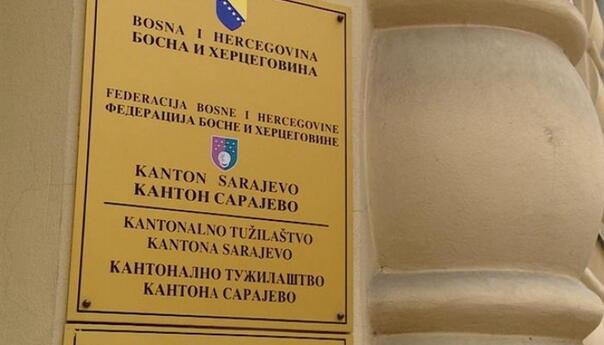 BOSNA I HERCEGOVINA
БОСНА И ХЕРЦЕГОВИНА
FEDERACIJA BOSNE I HERCEGOVINE
ФЕДЕРАЦИЈА БОСНЕ И ХЕРЦЕГОВИНЕ
KANTON SARAJEVO
КАНТОН САРАЈЕВО
KANTONALNO TUŽILAŠTVO
KANTONA SARAJEVO
КАНТОНАЛНО ТУЖИЛАШТВО
КАНТОНА САРАЈЕВО